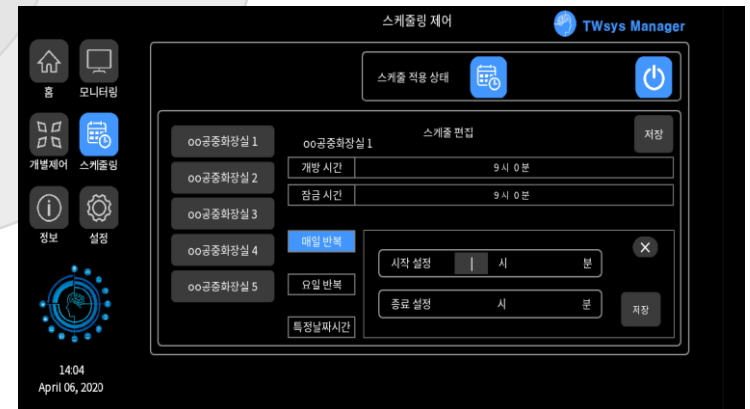 스케줄링 제어
TWsys Manager
홈
모니터링
개별제어
스케줄링
정보
설정
14:04
April 06, 2020
스케줄 적용 상태
oo공중화장실 1
oo공중화장실 2
oo공중화장실 3
oo공중화장실 4
oo공중화장실 5
스케줄 편집
저장
oo공중화장실 1
개방 시간 9시 0분
잠금 시간 9시 0분
매일 반복
요일 반복
특정날짜시간
시작 설정 시 분
종료 설정 시 분
저장